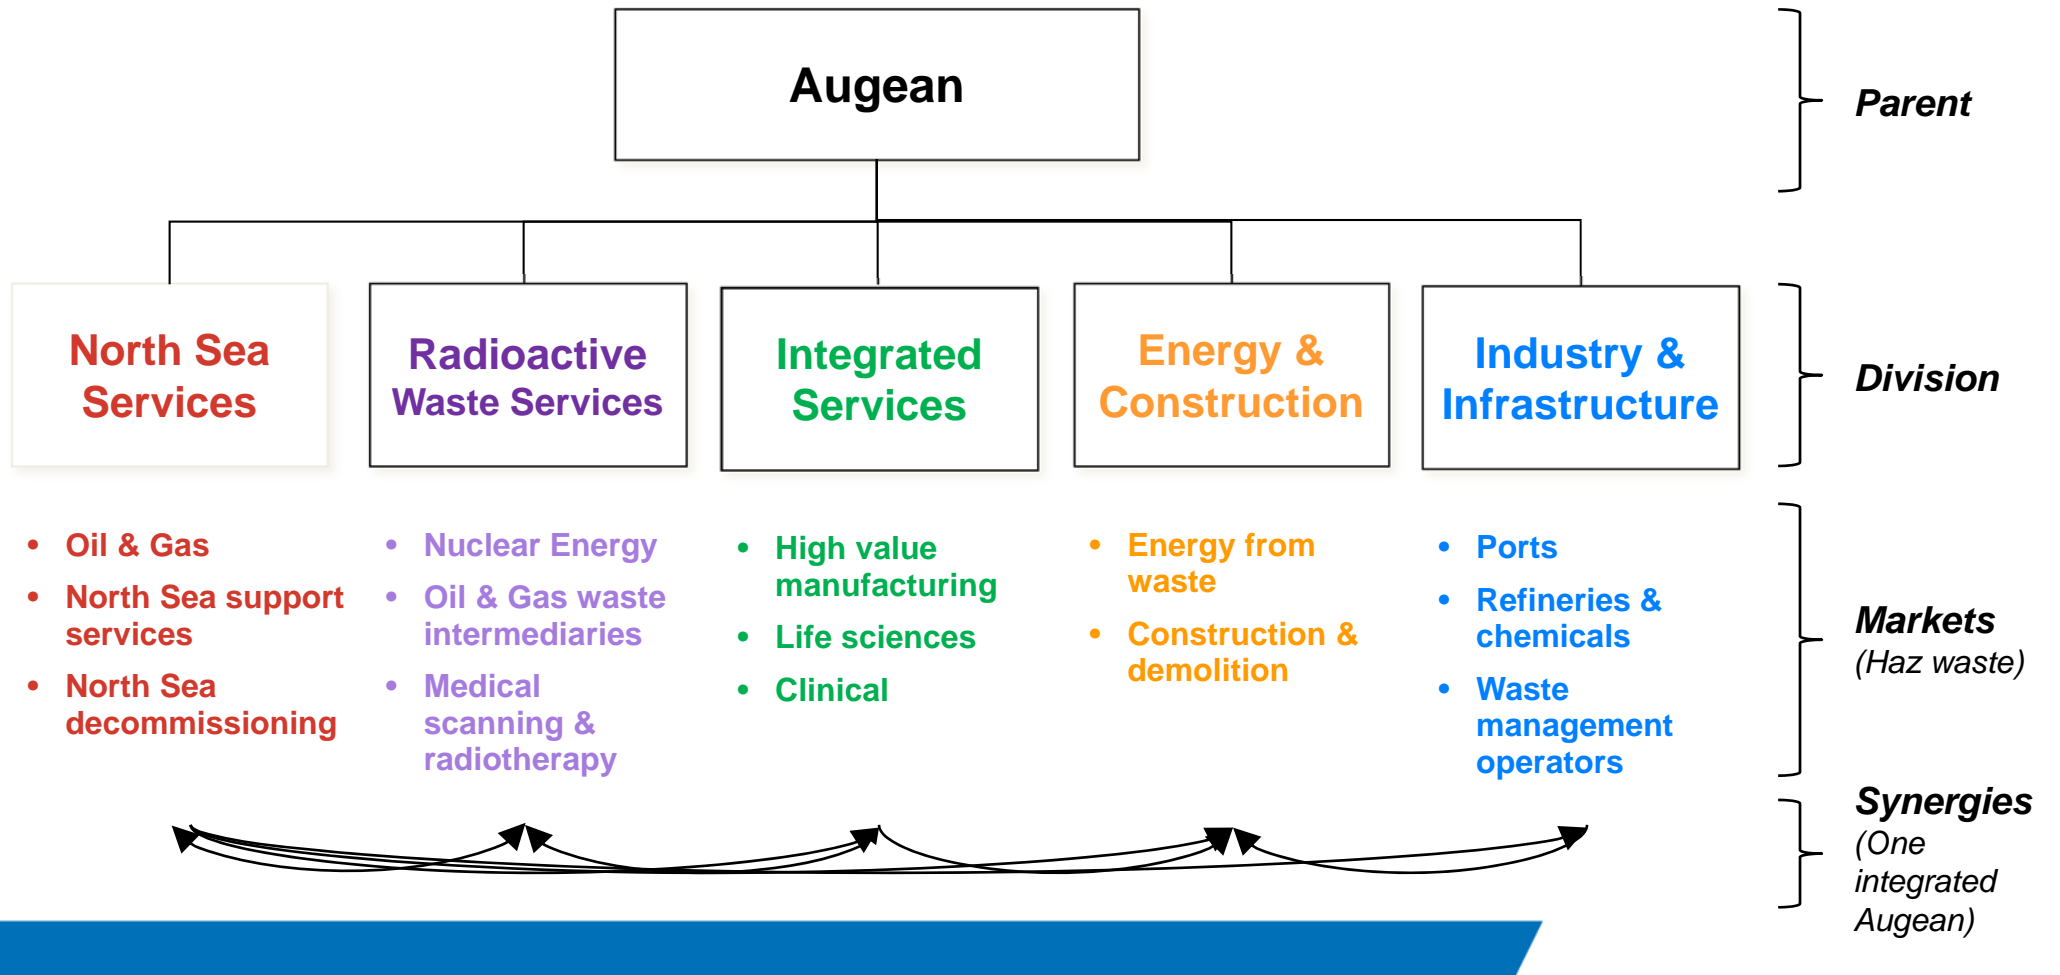 Augean
Parent
North Sea
Services
Radioactive
Waste Services
Integrated
Services
Energy &
Construction
Industry &
Infrastructure
Division
• Oil & Gas
• North Sea support
services
• North Sea
decommissioning
• Nuclear Energy
• Oil & Gas waste
intermediaries
• Medical
scanning &
radiotherapy
• High value
manufacturing
• Life sciences
• Clinical
• Energy from
waste
• Construction &
demolition
• Ports
• Refineries &
chemicals
• Waste
management
operators
Markets
(Haz waste)
Synergies
(One
integrated
Augean)